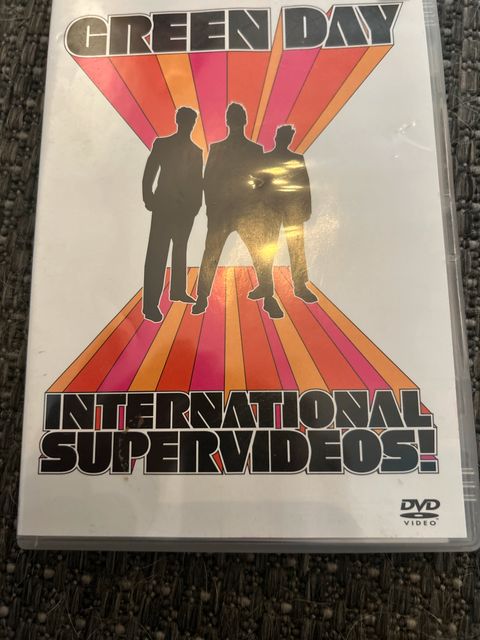 GREEN DAY
INTERNATIONAL
SUPERVIDEOS!
DVD
VIDEO